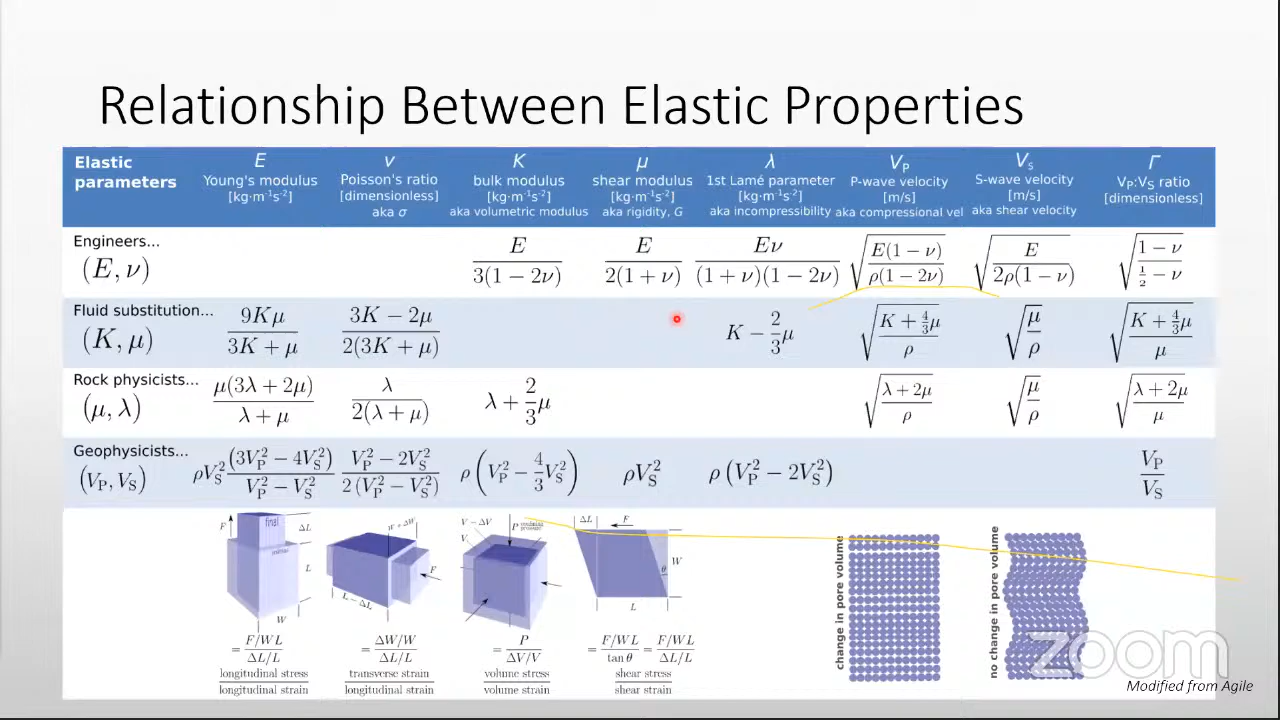 Relationship Between Elastic Properties
Elastic parameters
E Young's modulus [kg·m⁻¹s⁻²]
ν Poisson's ratio [dimensionless] aka σ
K bulk modulus [kg·m⁻¹s⁻²] aka volumetric modulus
μ shear modulus [kg·m⁻¹s⁻²] aka rigidity, G
λ 1st Lamé parameter [kg·m⁻¹s⁻²] aka incompressibility
V_P P-wave velocity [m/s] aka compressional vel
V_S S-wave velocity [m/s] aka shear velocity
Γ V_P:V_S ratio [dimensionless]
Engineers...
(E, ν)
E / 3(1 − 2ν)
E / 2(1 + ν)
Eν / (1 + ν)(1 − 2ν)
√(E(1 − ν) / ρ(1 − 2ν))
√(E / 2ρ(1 − ν))
√((1 − ν) / (1/2 − ν))
Fluid substitution...
(K, μ)
9Kμ / (3K + μ)
(3K − 2μ) / 2(3K + μ)
K − 2/3 μ
√((K + 4/3 μ) / ρ)
√(μ / ρ)
√((K + 4/3 μ) / μ)
Rock physicists...
(μ, λ)
μ(3λ + 2μ) / (λ + μ)
λ / 2(λ + μ)
λ + 2/3 μ
√((λ + 2μ) / ρ)
√(μ / ρ)
√((λ + 2μ) / μ)
Geophysicists...
(V_P, V_S)
ρV_S² (3V_P² − 4V_S²) / (V_P² − V_S²)
(V_P² − 2V_S²) / 2(V_P² − V_S²)
ρ(V_P² − 4/3 V_S²)
ρV_S²
ρ(V_P² − 2V_S²)
V_P / V_S
F final ΔL initial L W
W + ΔW F L − ΔL
V − ΔV V P confining pressure
ΔL F W θ L
= F/WL / ΔL/L
longitudinal stress / longitudinal strain
= ΔW/W / ΔL/L
transverse strain / longitudinal strain
= P / ΔV/V
volume stress / volume strain
= F/WL / tan θ = F/WL / ΔL/L
shear stress / shear strain
change in pore volume
no change in pore volume
zoom
Modified from Agile